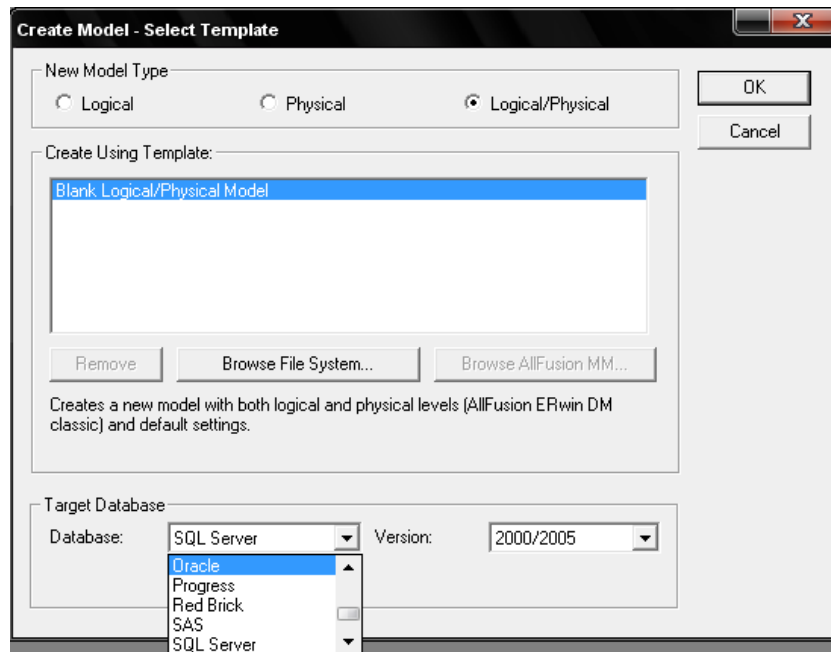 Create Model - Select Template
New Model Type
Logical
Physical
Logical/Physical
OK
Cancel
Create Using Template:
Blank Logical/Physical Model
Remove
Browse File System...
Browse AllFusion MM...
Creates a new model with both logical and physical levels (AllFusion ERwin DM
classic) and default settings.
Target Database
Database:
SQL Server
Version:
2000/2005
Oracle
Progress
Red Brick
SAS
SQL Server